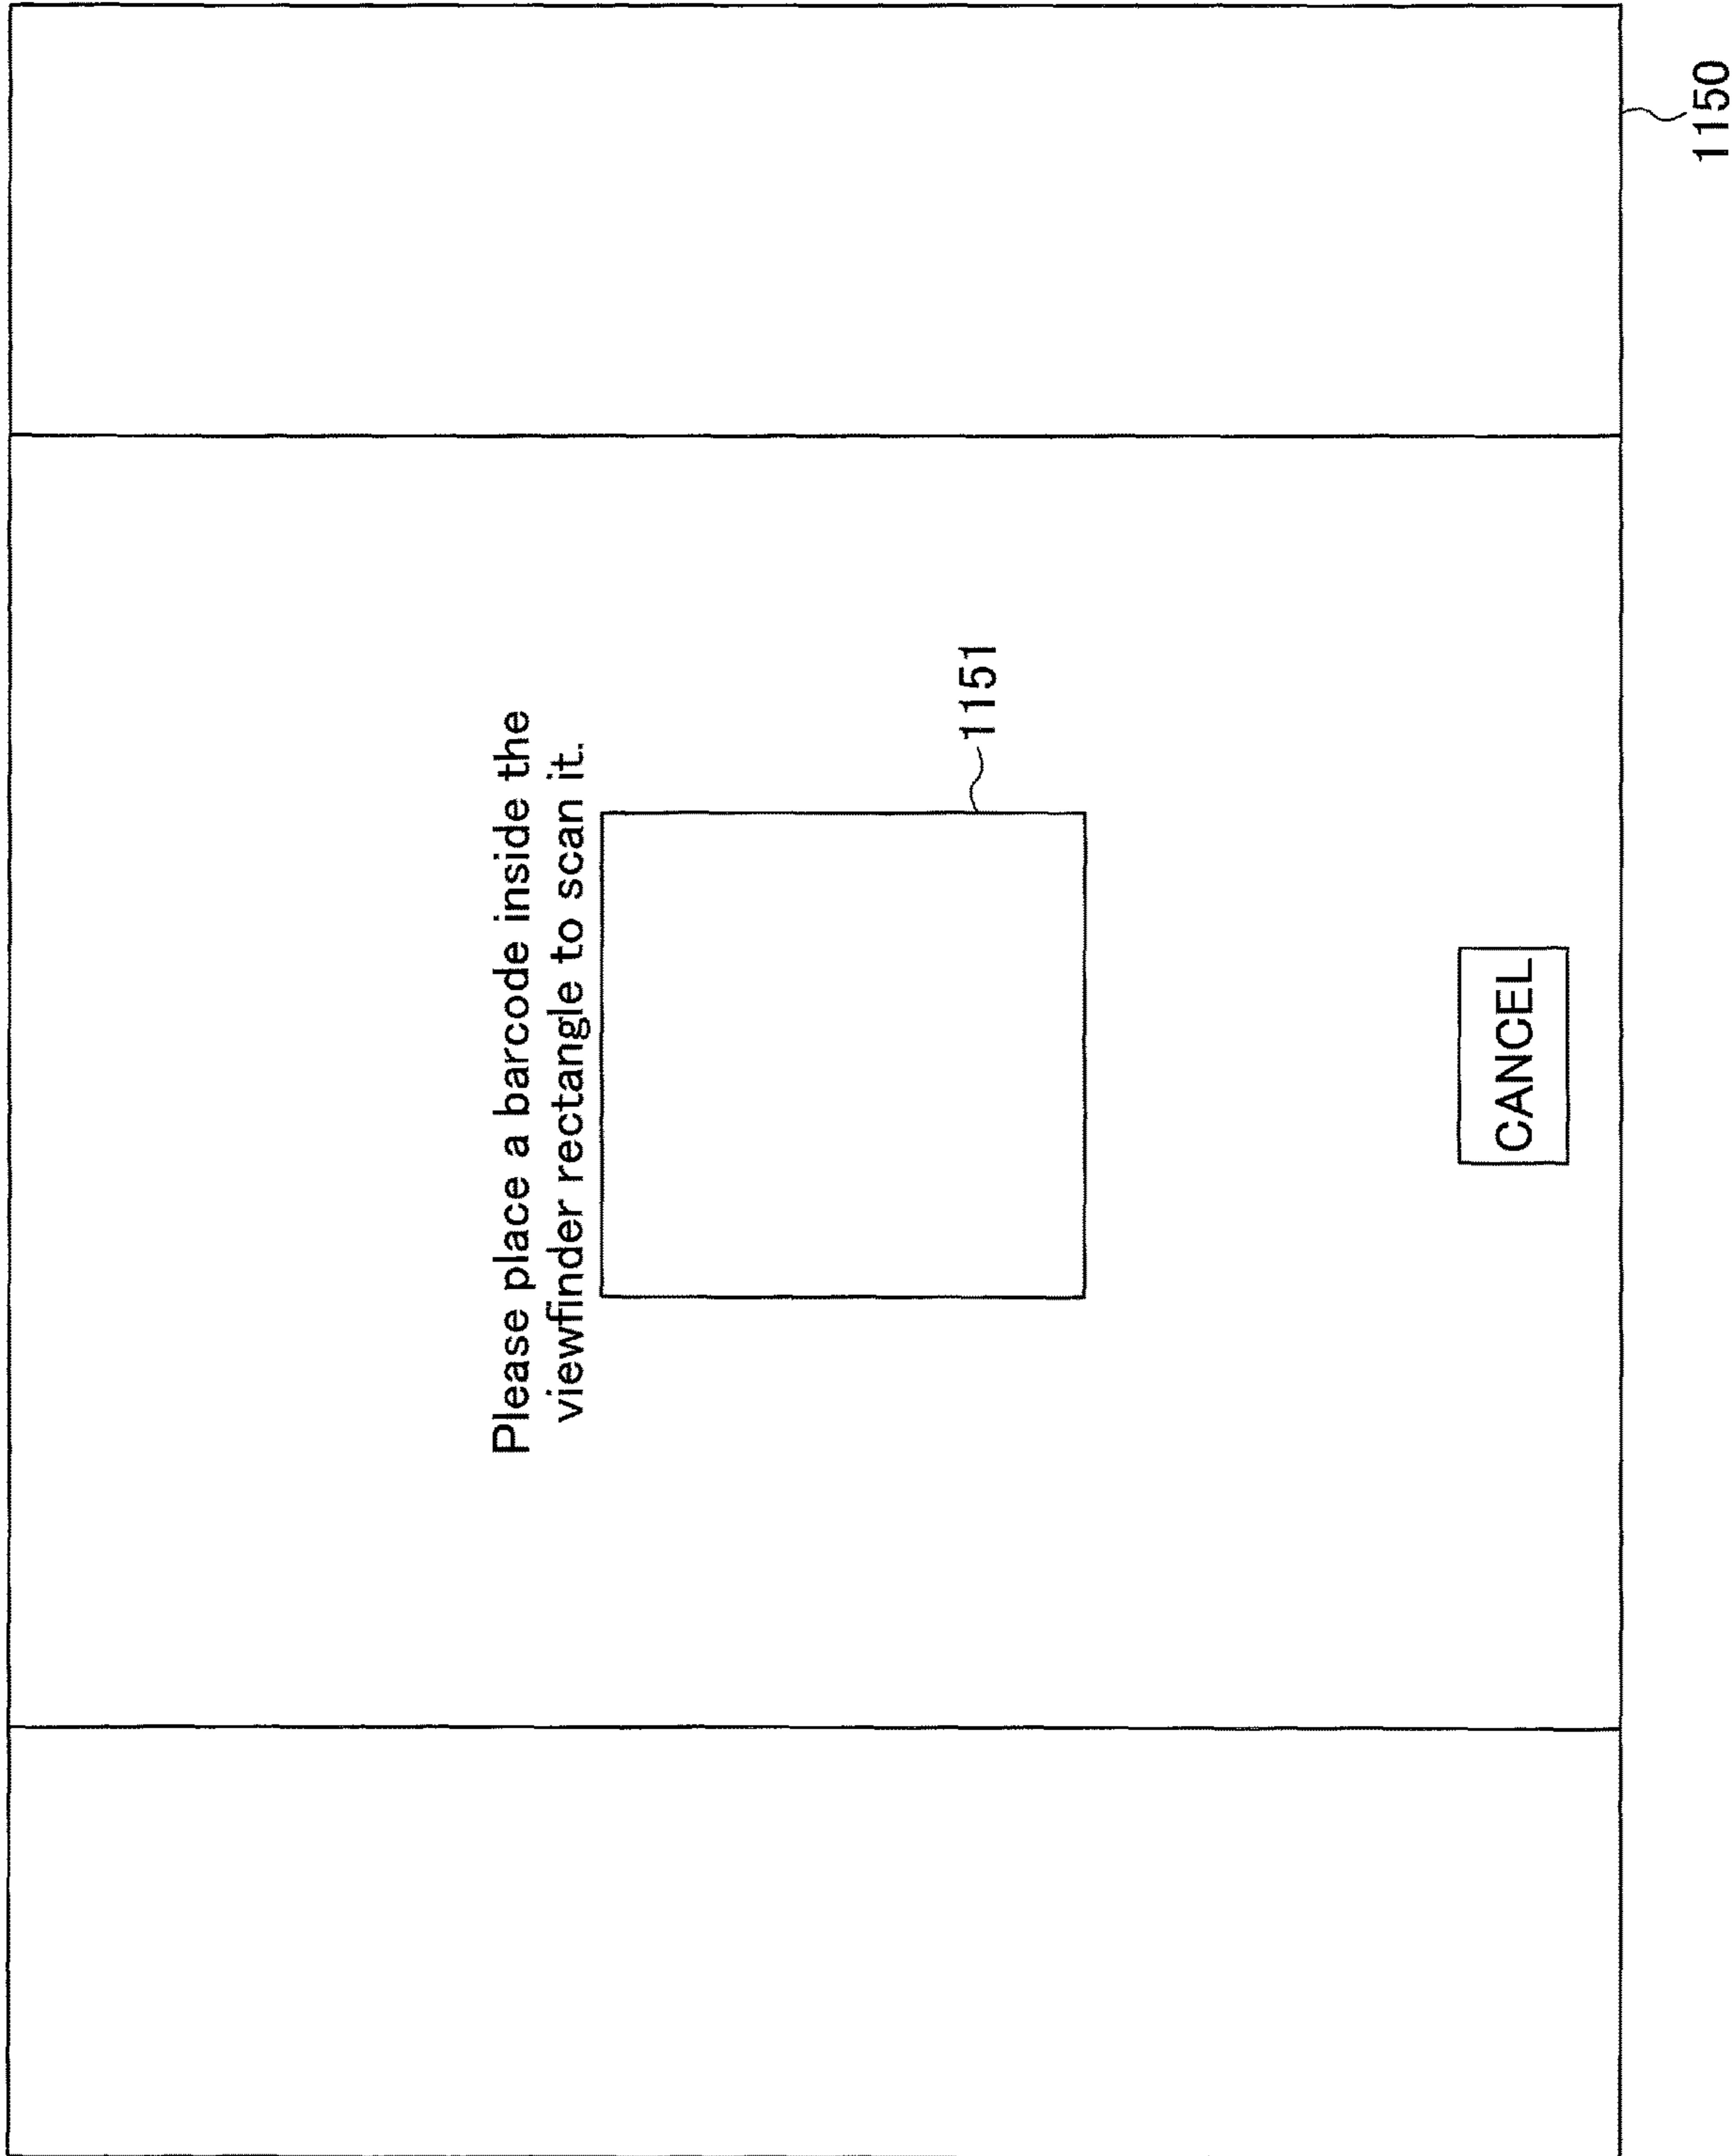 Please place a barcode inside the
viewfinder rectangle to scan it.
1151
CANCEL
1150